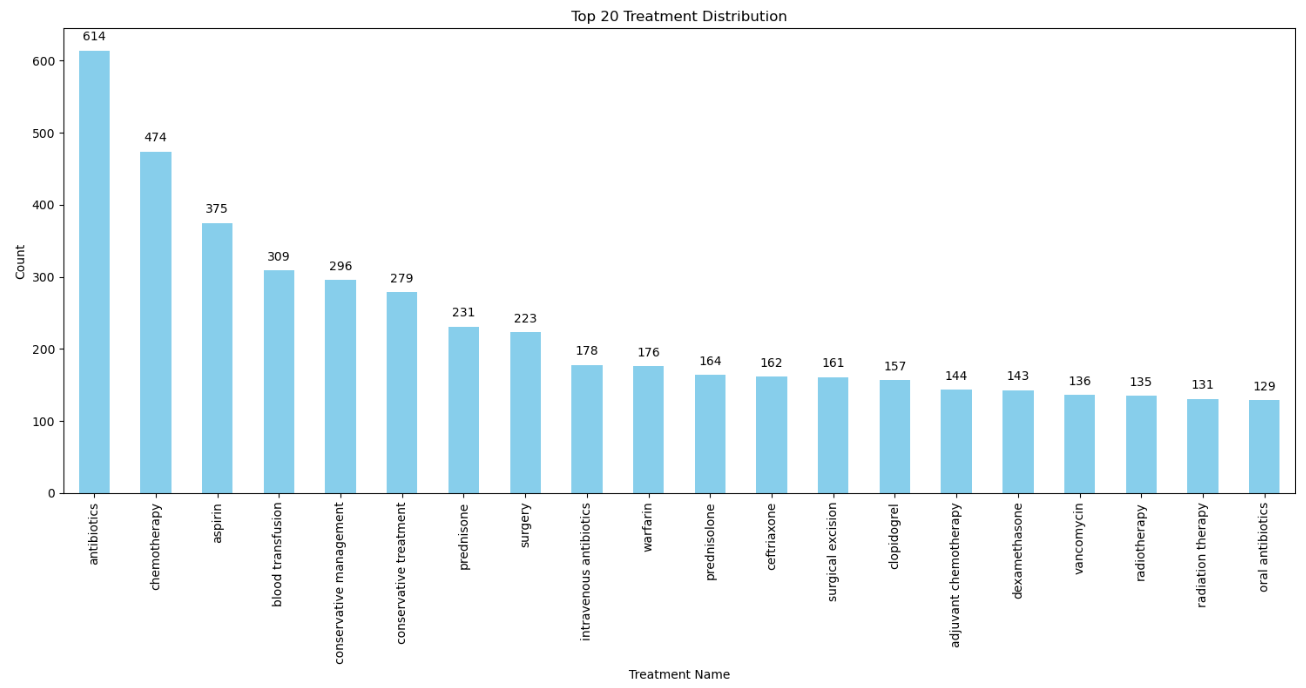 Top 20 Treatment Distribution
614
474
375
309
296
279
231
223
178
176
164
162
161
157
144
143
136
135
131
129
Count
600
500
400
300
200
100
0
antibiotics
chemotherapy
aspirin
blood transfusion
conservative management
conservative treatment
prednisone
surgery
intravenous antibiotics
warfarin
prednisolone
ceftriaxone
surgical excision
clopidogrel
adjuvant chemotherapy
dexamethasone
vancomycin
radiotherapy
radiation therapy
oral antibiotics
Treatment Name